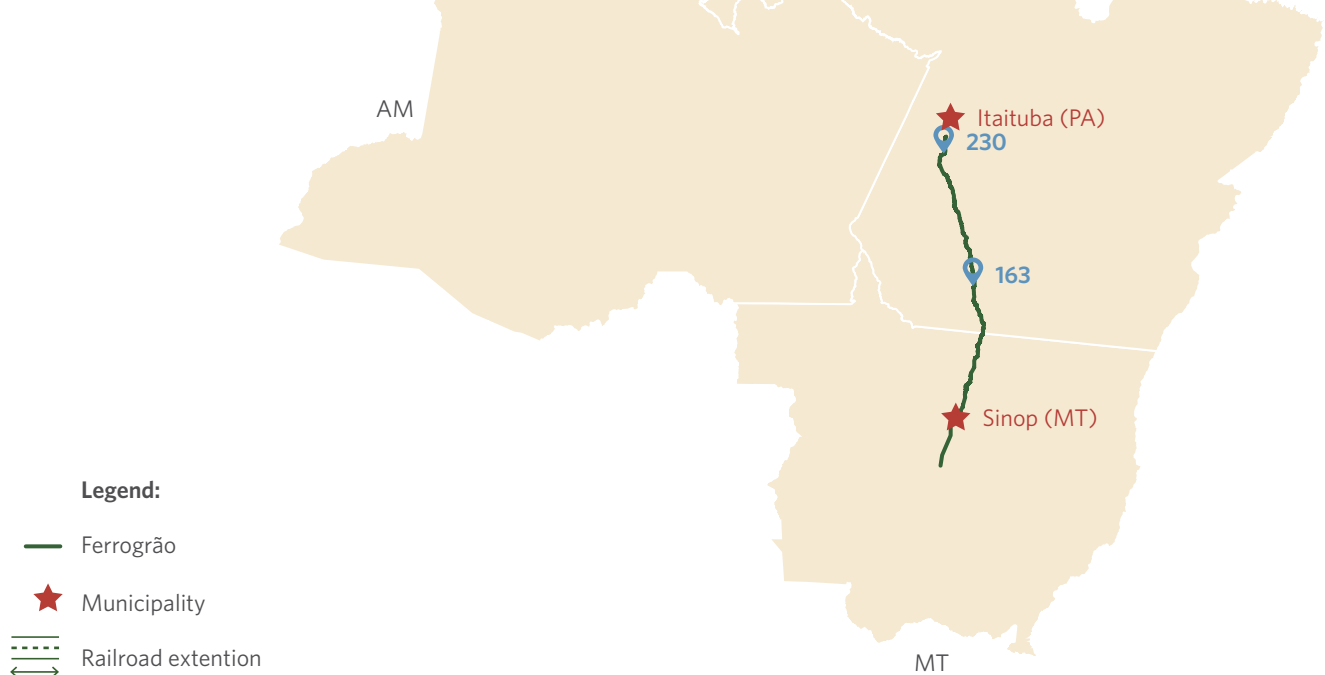 AM
Itaituba (PA)
230
163
Sinop (MT)
Legend:
Ferrogrão
Municipality
Railroad extention
MT